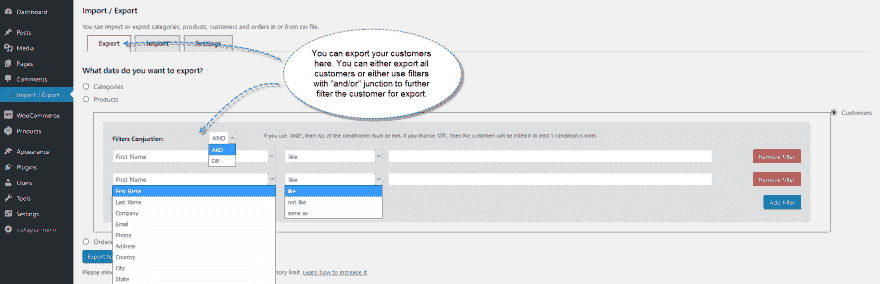 Dashboard
Posts
Media
Pages
Comments
Import / Export
WooCommerce
Products
Appearance
Plugins
Users
Tools
Settings
Collapse menu
Import / Export
You can import or export categories, products, customers and orders in or from csv file.
Export
Import
Settings
You can export your customers
here. You can either export all
customers or either use filters
with "and/or" junction to further
filter the customer for export.
What data do you want to export?
Categories
Products
Customers
Filters Conjuction:
AND
If you use "AND", then all of the conditions must be met. If you choose "OR", then the customers will be filtered if at least 1 condition is meet.
AND
OR
First Name
like
Remove Filter
First Name
like
Remove Filter
First Name
like
Last Name
not like
Add Filter
Company
same as
Email
Phone
Orders
Address
Country
Export
City
Please
mory limit. Learn how to increase it.
State